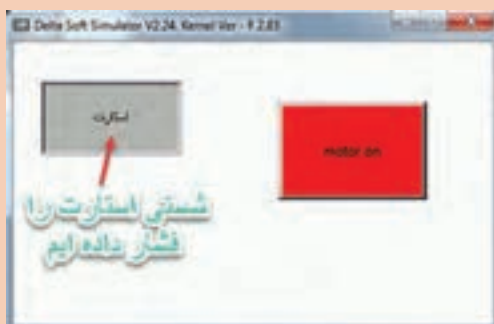 Delta Soft Simulator V2.24, Kernel Ver - F 2.83
استارت
motor on
شستی استارت را
فشار داده ایم